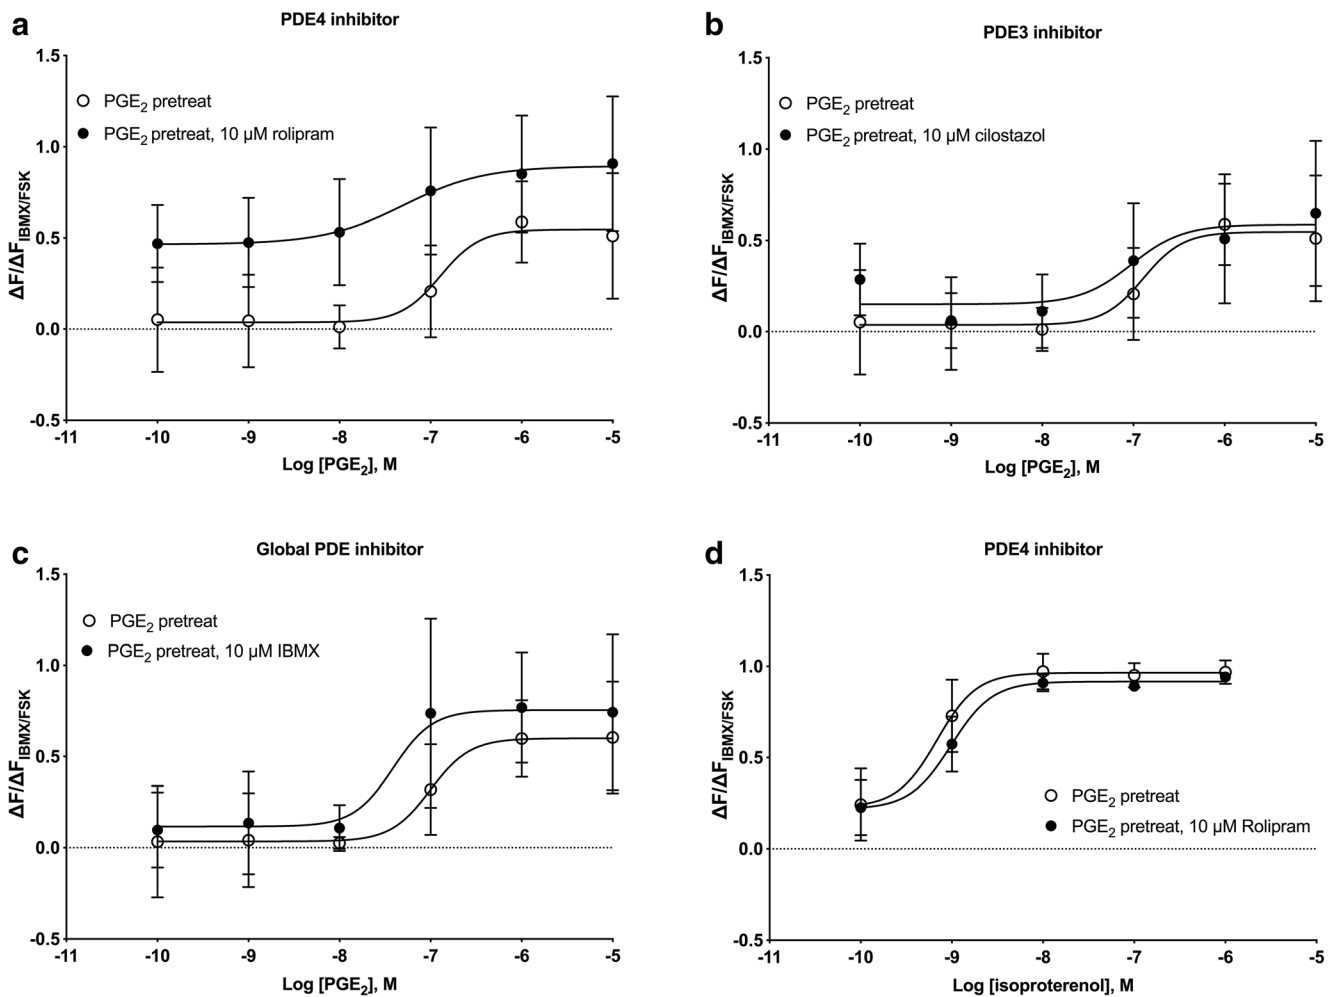 a
PDE4 inhibitor
1.5
1.0
0.5
0.0
-0.5
ΔF/ΔF_IBMX/FSK
PGE₂ pretreat
PGE₂ pretreat, 10 µM rolipram
-11 -10 -9 -8 -7 -6 -5
Log [PGE₂], M
b
PDE3 inhibitor
1.5
1.0
0.5
0.0
-0.5
ΔF/ΔF_IBMX/FSK
PGE₂ pretreat
PGE₂ pretreat, 10 µM cilostazol
-11 -10 -9 -8 -7 -6 -5
Log [PGE₂], M
c
Global PDE inhibitor
1.5
1.0
0.5
0.0
-0.5
ΔF/ΔF_IBMX/FSK
PGE₂ pretreat
PGE₂ pretreat, 10 µM IBMX
-11 -10 -9 -8 -7 -6 -5
Log [PGE₂], M
d
PDE4 inhibitor
1.5
1.0
0.5
0.0
-0.5
ΔF/ΔF_IBMX/FSK
PGE₂ pretreat
PGE₂ pretreat, 10 µM Rolipram
-11 -10 -9 -8 -7 -6 -5
Log [isoproterenol], M